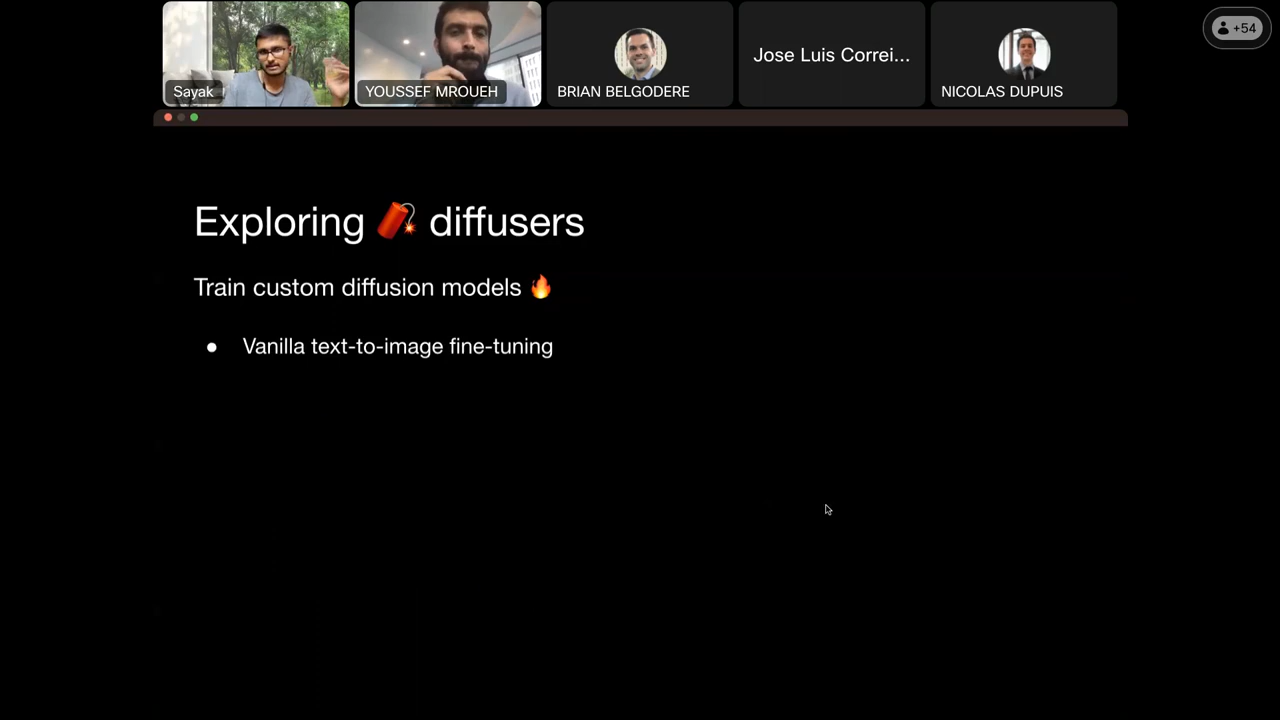 Sayak
YOUSSEF MROUEH
BRIAN BELGODERE
Jose Luis Correi...
NICOLAS DUPUIS
+54
Exploring 🧨 diffusers
Train custom diffusion models 🔥
● Vanilla text-to-image fine-tuning